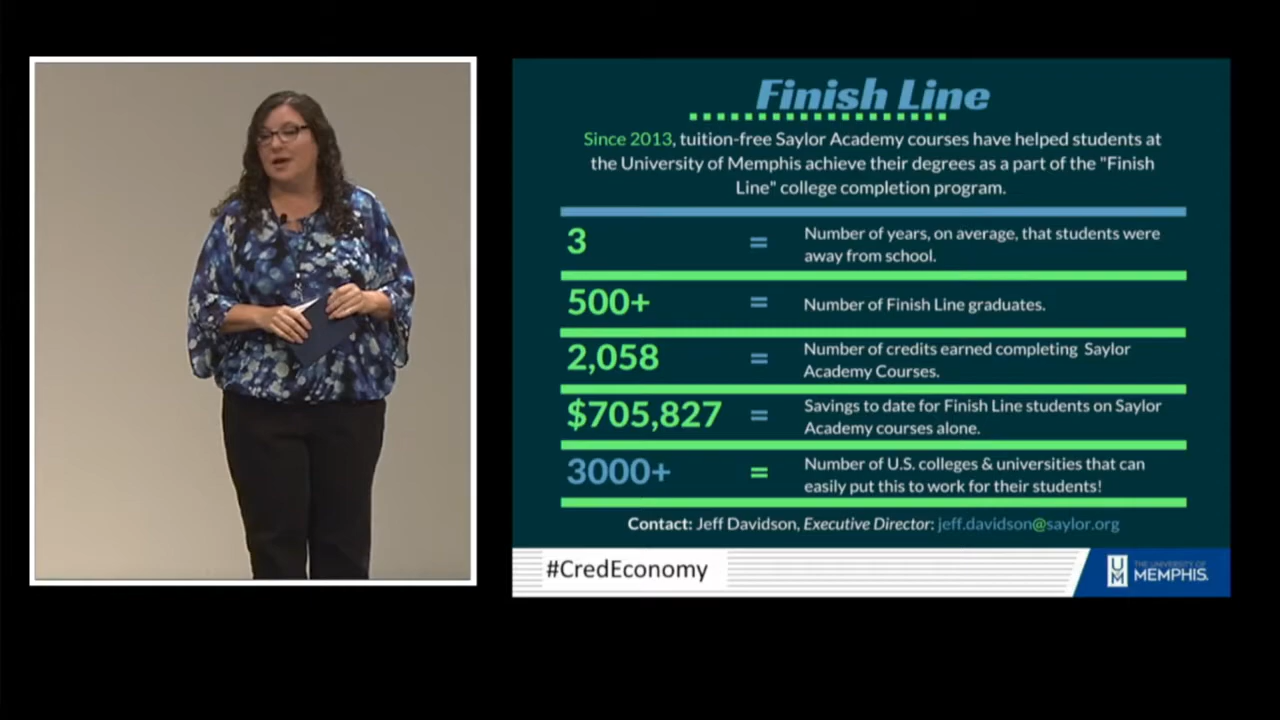 Finish Line
Since 2013, tuition-free Saylor Academy courses have helped students at
the University of Memphis achieve their degrees as a part of the "Finish
Line" college completion program.
3 = Number of years, on average, that students were
away from school.
500+ = Number of Finish Line graduates.
2,058 = Number of credits earned completing Saylor
Academy Courses.
$705,827 = Savings to date for Finish Line students on Saylor
Academy courses alone.
3000+ = Number of U.S. colleges & universities that can
easily put this to work for their students!
Contact: Jeff Davidson, Executive Director: jeff.davidson@saylor.org
#CredEconomy
UM
THE UNIVERSITY OF
MEMPHIS.